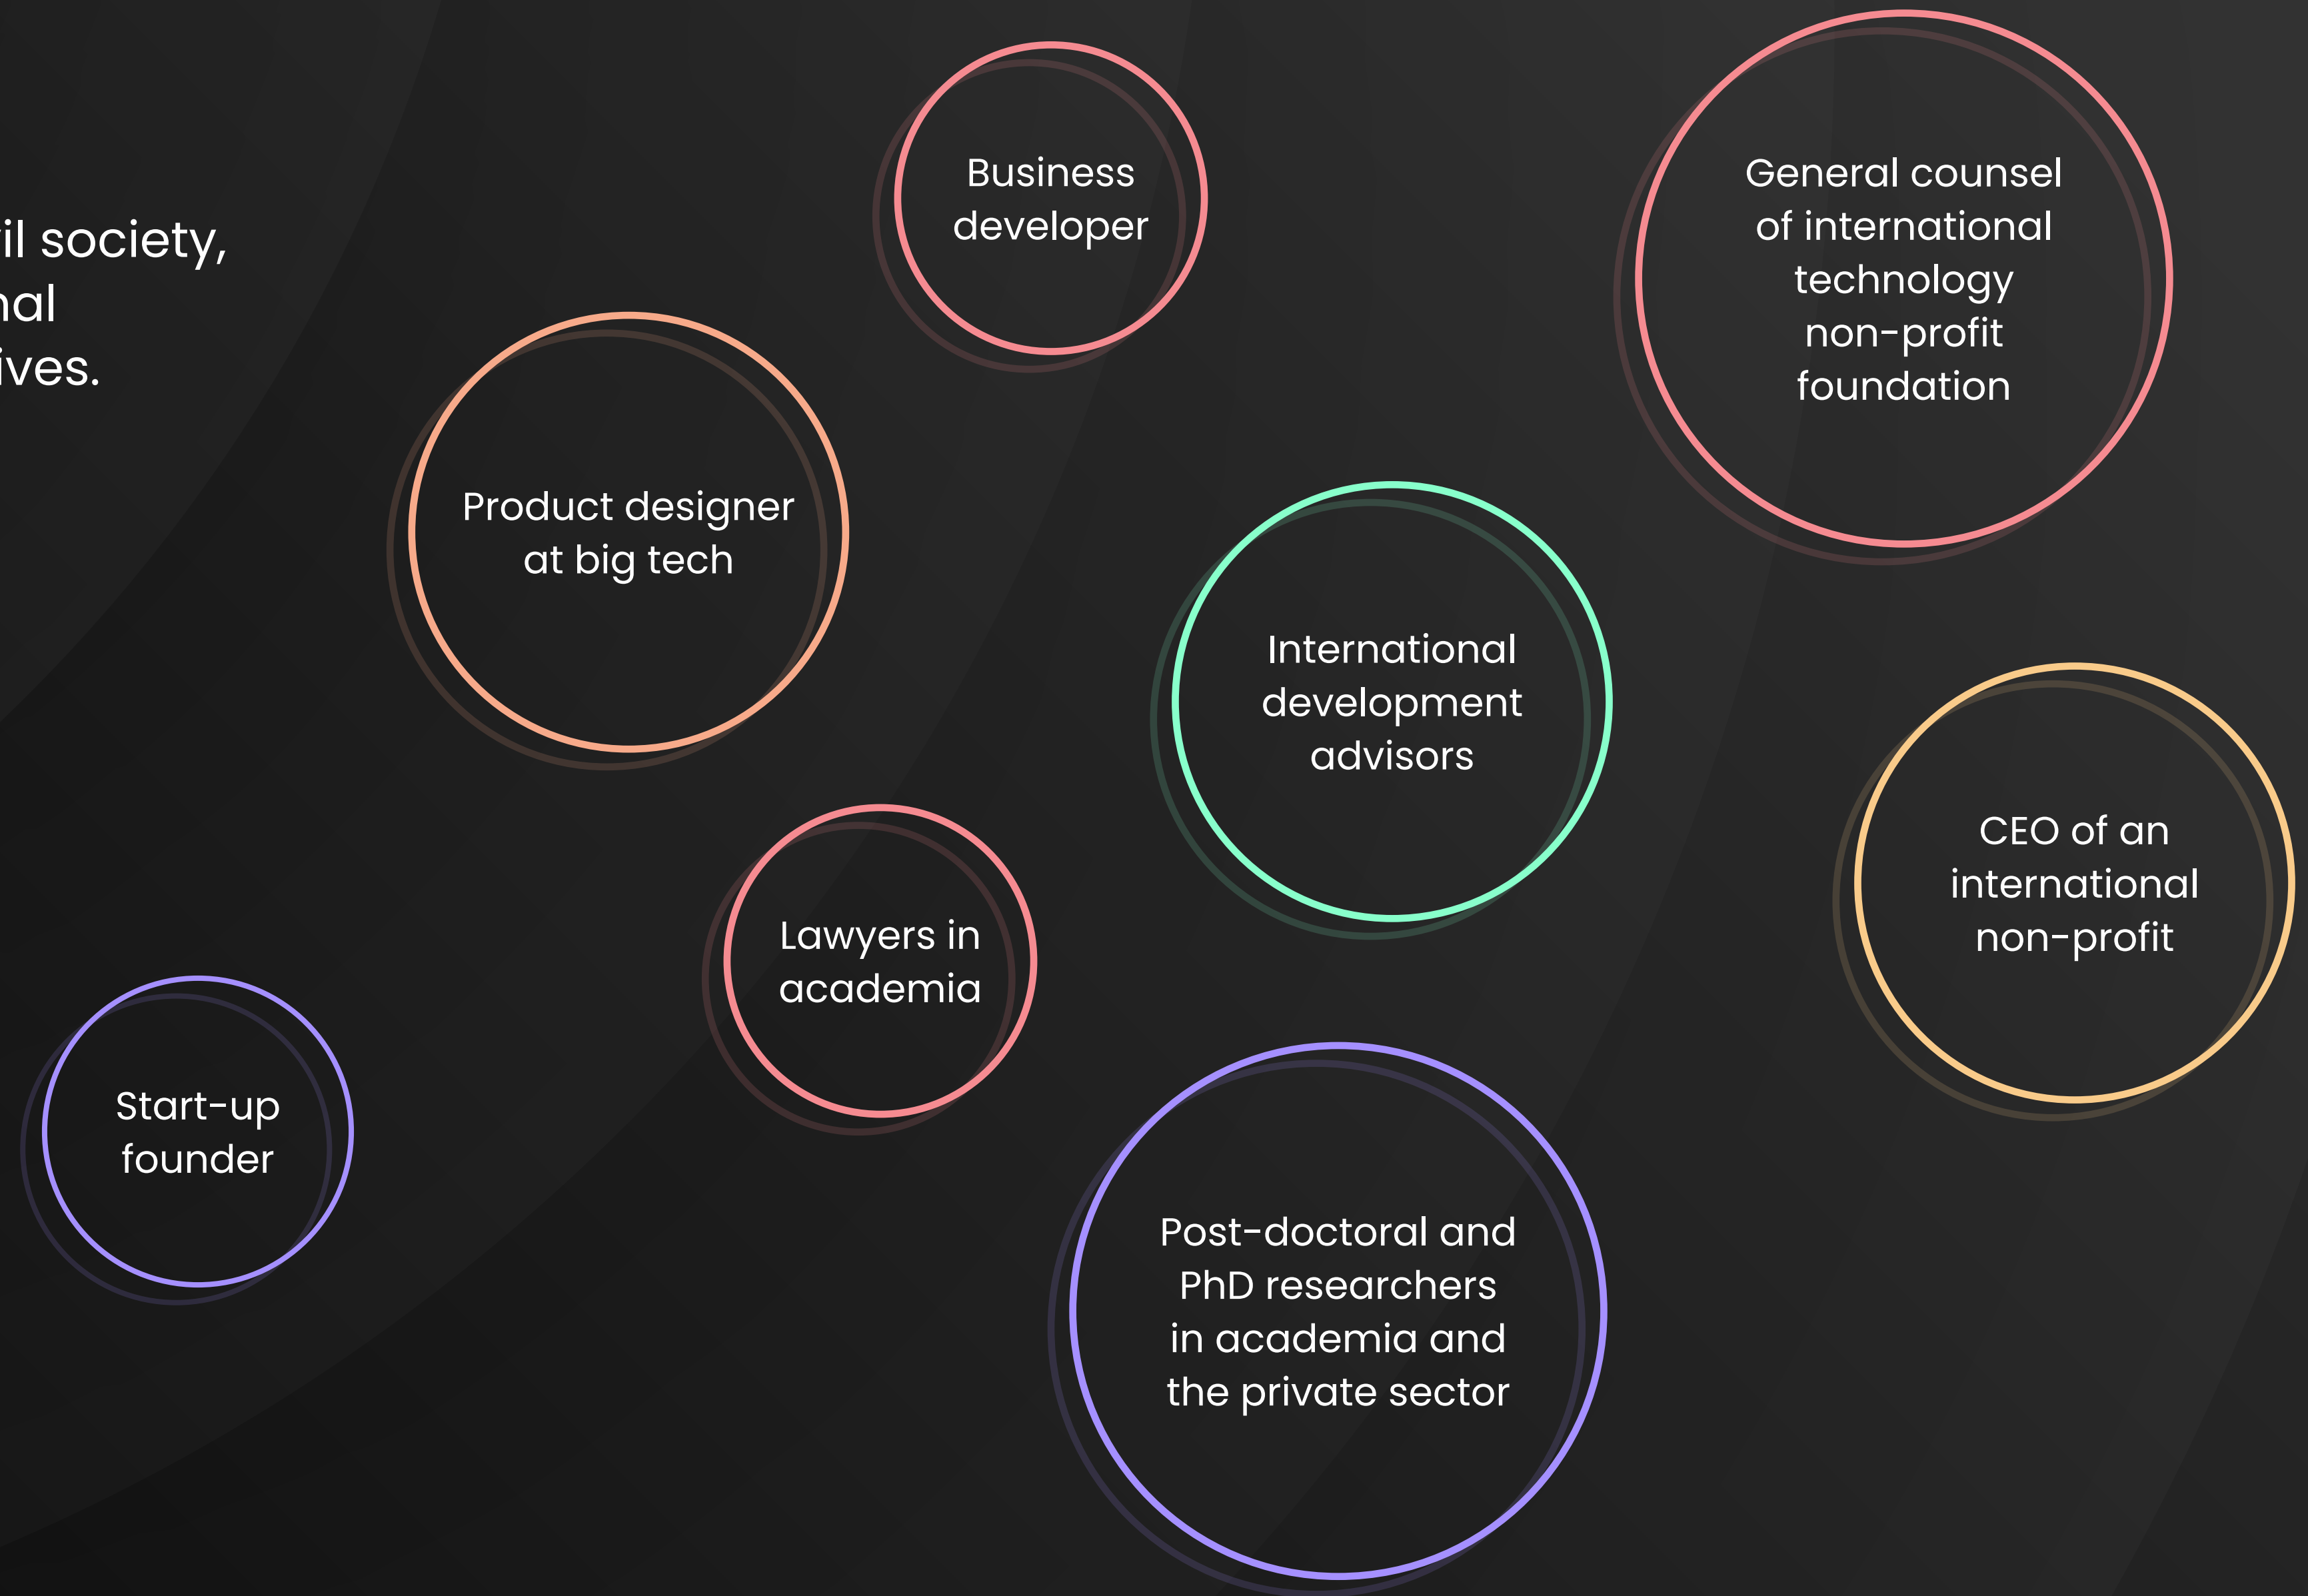 il society,
nal
ives.
Business
developer
General counsel
of international
technology
non-profit
foundation
Product designer
at big tech
International
development
advisors
CEO of an
international
non-profit
Lawyers in
academia
Start-up
founder
Post-doctoral and
PhD researchers
in academia and
the private sector